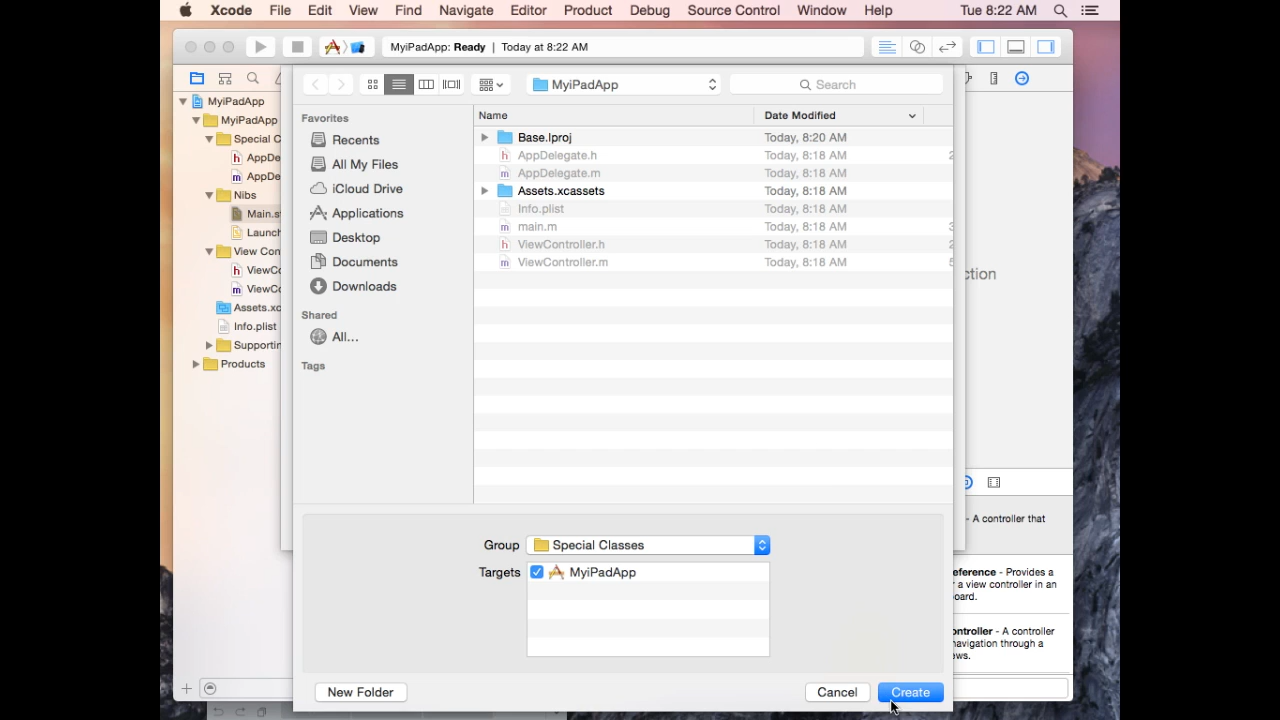 Xcode File Edit View Find Navigate Editor Product Debug Source Control Window Help Tue 8:22 AM
MyiPadApp: Ready | Today at 8:22 AM
MyiPadApp
Search
MyiPadApp
MyiPadApp
Special C
AppDe
AppDe
Nibs
Main.s
Launch
View Con
ViewCo
ViewCo
Assets.xc
Info.plist
Supportin
Products
Favorites
Recents
All My Files
iCloud Drive
Applications
Desktop
Documents
Downloads
Shared
All...
Tags
Name Date Modified
Base.lproj Today, 8:20 AM
AppDelegate.h Today, 8:18 AM 2
AppDelegate.m Today, 8:18 AM
Assets.xcassets Today, 8:18 AM
Info.plist Today, 8:18 AM
main.m Today, 8:18 AM 3
ViewController.h Today, 8:18 AM 2
ViewController.m Today, 8:18 AM 5
ction
Group Special Classes
Targets MyiPadApp
New Folder Cancel Create
- A controller that
eference - Provides a
r a view controller in an
oard.
ontroller - A controller
navigation through a
ews.